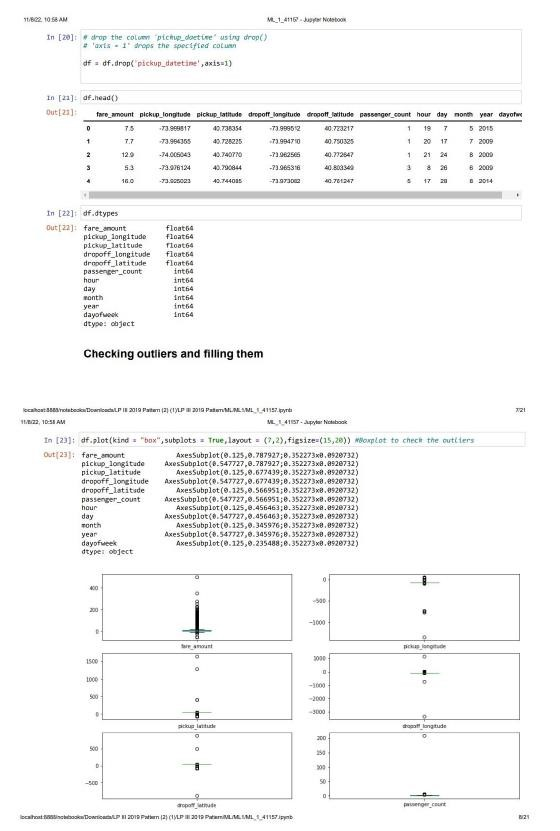 11/8/22, 10:58 AM ML_1_41157 - Jupyter Notebook
In [20]: # drop the column 'pickup_daetime' using drop()
# 'axis = 1' drops the specified column
df = df.drop('pickup_datetime',axis=1)
In [21]: df.head()
Out[21]: fare_amount pickup_longitude pickup_latitude dropoff_longitude dropoff_latitude passenger_count hour day month year dayofwe
0 7.5 -73.999817 40.738354 -73.999512 40.723217 1 19 7 5 2015
1 7.7 -73.994355 40.728225 -73.994710 40.750325 1 20 17 7 2009
2 12.9 -74.005043 40.740770 -73.962565 40.772647 1 21 24 8 2009
3 5.3 -73.976124 40.790844 -73.965316 40.803349 3 8 26 6 2009
4 16.0 -73.925023 40.744085 -73.973082 40.761247 5 17 28 8 2014
In [22]: df.dtypes
Out[22]: fare_amount float64
pickup_longitude float64
pickup_latitude float64
dropoff_longitude float64
dropoff_latitude float64
passenger_count int64
hour int64
day int64
month int64
year int64
dayofweek int64
dtype: object
Checking outliers and filling them
localhost:8888/notebooks/Downloads/LP III 2019 Pattern (2) (1)/LP III 2019 Pattern/ML/ML1/ML_1_41157.ipynb 7/21
11/8/22, 10:58 AM ML_1_41157 - Jupyter Notebook
In [23]: df.plot(kind = "box",subplots = True,layout = (7,2),figsize=(15,20)) #Boxplot to check the outliers
Out[23]: fare_amount AxesSubplot(0.125,0.787927;0.352273x0.0920732)
pickup_longitude AxesSubplot(0.547727,0.787927;0.352273x0.0920732)
pickup_latitude AxesSubplot(0.125,0.677439;0.352273x0.0920732)
dropoff_longitude AxesSubplot(0.547727,0.677439;0.352273x0.0920732)
dropoff_latitude AxesSubplot(0.125,0.566951;0.352273x0.0920732)
passenger_count AxesSubplot(0.547727,0.566951;0.352273x0.0920732)
hour AxesSubplot(0.125,0.456463;0.352273x0.0920732)
day AxesSubplot(0.547727,0.456463;0.352273x0.0920732)
month AxesSubplot(0.125,0.345976;0.352273x0.0920732)
year AxesSubplot(0.547727,0.345976;0.352273x0.0920732)
dayofweek AxesSubplot(0.125,0.235488;0.352273x0.0920732)
dtype: object
400
200
0
fare_amount
0
−500
−1000
pickup_longitude
1500
1000
500
0
pickup_latitude
1000
0
−1000
−2000
−3000
dropoff_longitude
500
0
−500
dropoff_latitude
200
150
100
50
0
passenger_count
localhost:8888/notebooks/Downloads/LP III 2019 Pattern (2) (1)/LP III 2019 Pattern/ML/ML1/ML_1_41157.ipynb 8/21